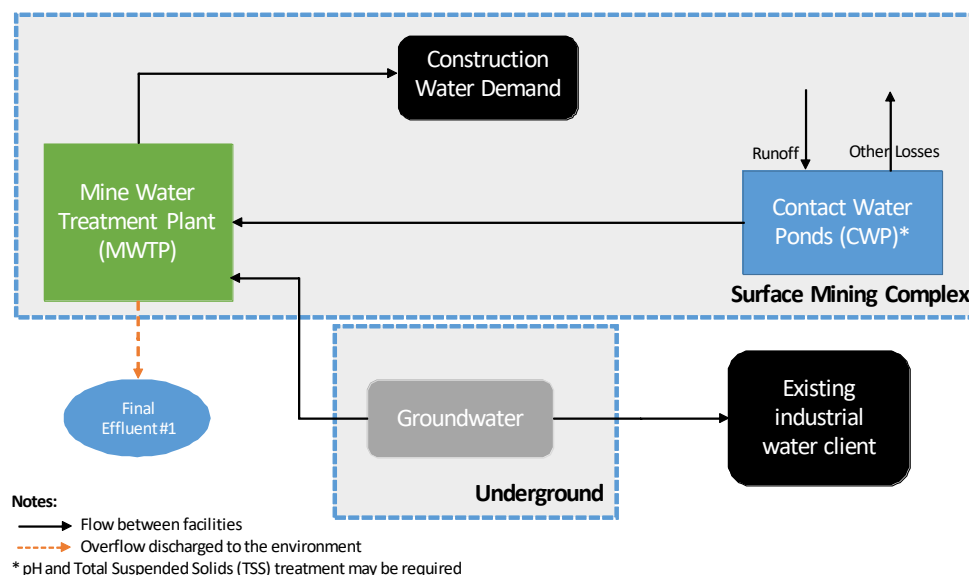 Construction
Water Demand
Runoff
Other Losses
Mine Water
Treatment Plant
(MWTP)
Contact Water
Ponds (CWP)*
Surface Mining Complex
Final
Effluent #1
Groundwater
Existing
industrial
water client
Underground
Notes:
Flow between facilities
Overflow discharged to the environment
* pH and Total Suspended Solids (TSS) treatment may be required